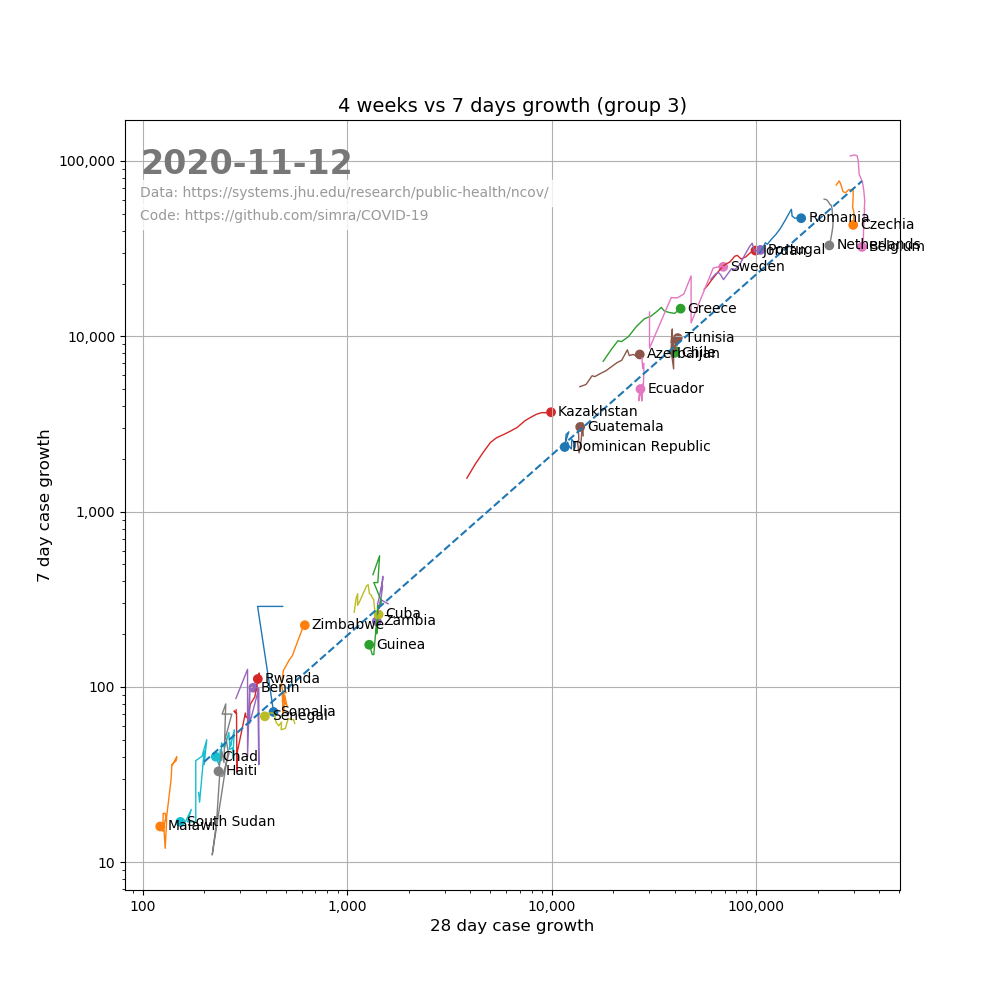 4 weeks vs 7 days growth (group 3)
2020-11-12
Data: https://systems.jhu.edu/research/public-health/ncov/
Code: https://github.com/simra/COVID-19
100,000
10,000
1,000
100
10
7 day case growth
Romania
Czechia
Netherlands
Belgium
Portugal
Jordan
Sweden
Greece
Tunisia
Chile
Azerbaijan
Ecuador
Kazakhstan
Guatemala
Dominican Republic
Cuba
Zambia
Zimbabwe
Guinea
Rwanda
Benin
Somalia
Senegal
Chad
Haiti
South Sudan
Malawi
100
1,000
10,000
100,000
28 day case growth